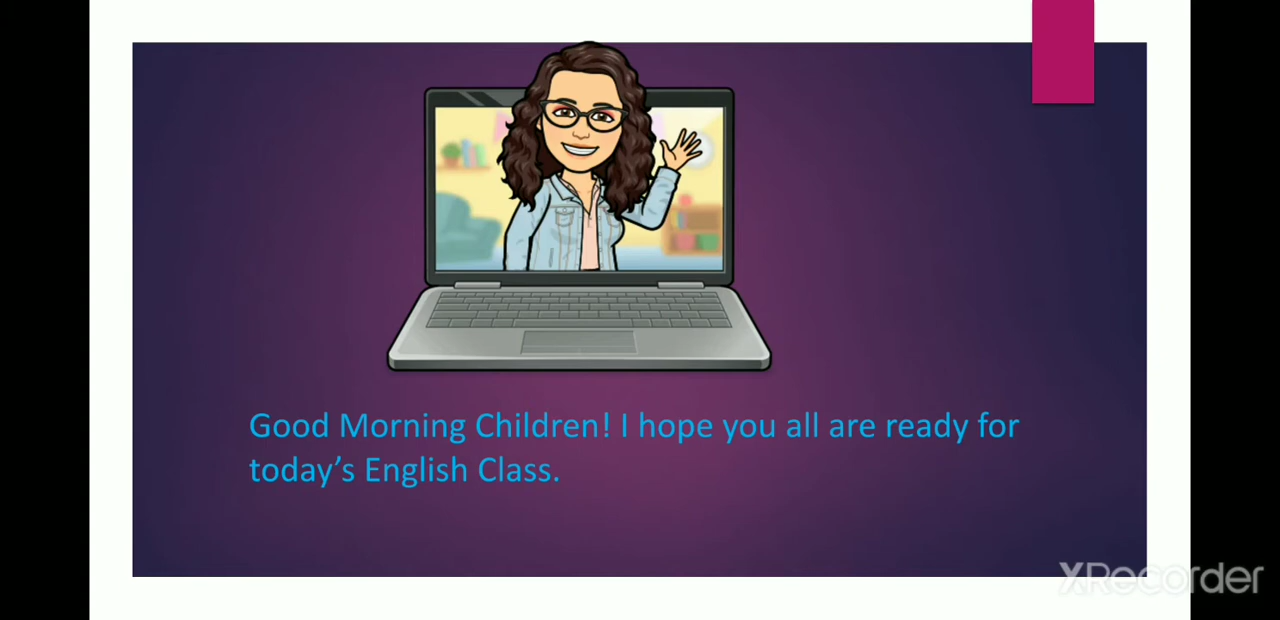 Good Morning Children! I hope you all are ready for
today's English Class.
XRecorder